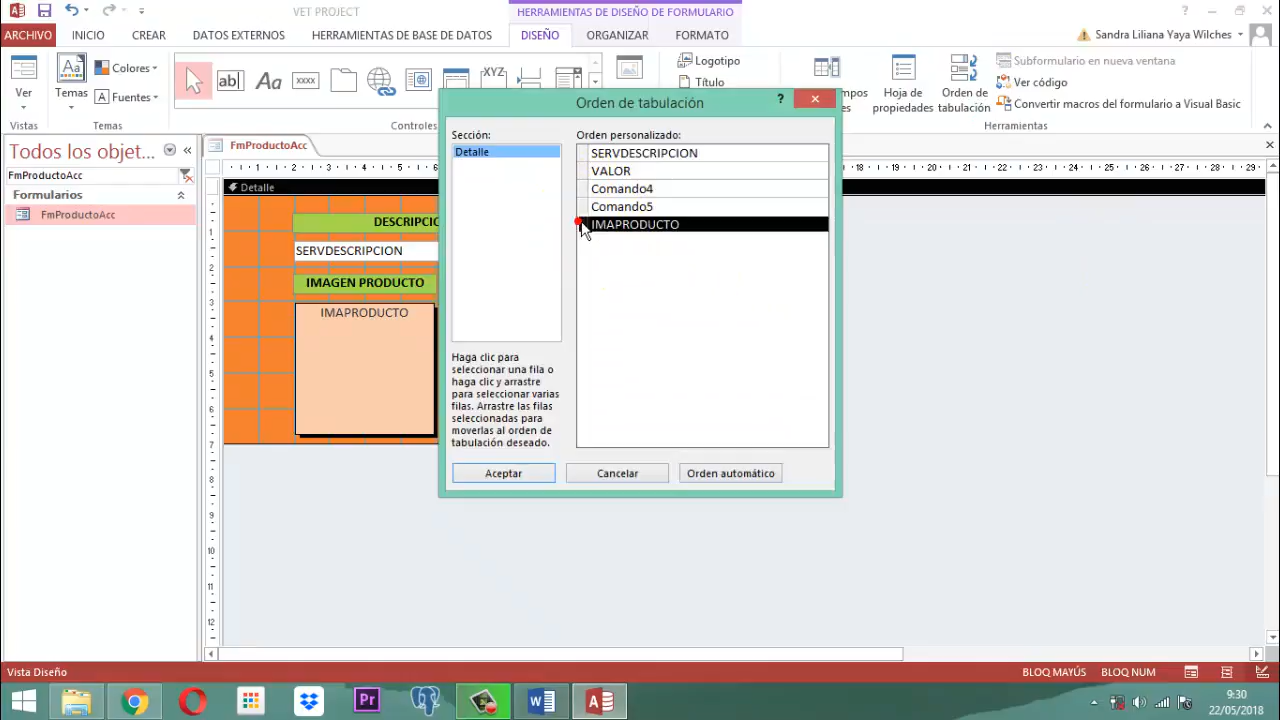 VET PROJECT
HERRAMIENTAS DE DISEÑO DE FORMULARIO
ARCHIVO
INICIO
CREAR
DATOS EXTERNOS
HERRAMIENTAS DE BASE DE DATOS
DISEÑO
ORGANIZAR
FORMATO
Sandra Liliana Yaya Wilches
Ver
Temas
Colores
Fuentes
ab|
Aa
xxxx
XYZ
Logotipo
Título
Hoja de propiedades
Orden de tabulación
Subformulario en nueva ventana
Ver código
Convertir macros del formulario a Visual Basic
Vistas
Temas
Controles
Herramientas
Todos los objet...
FmProductoAcc
Formularios
FmProductoAcc
FmProductoAcc
Detalle
SERVDESCRIPCION
IMAGEN PRODUCTO
IMAPRODUCTO
Orden de tabulación
Sección:
Detalle
Orden personalizado:
SERVDESCRIPCION
VALOR
Comando4
Comando5
IMAPRODUCTO
Haga clic para
seleccionar una fila o
haga clic y arrastre
para seleccionar varias
filas. Arrastre las filas
seleccionadas para
moverlas al orden de
tabulación deseado.
Aceptar
Cancelar
Orden automático
Vista Diseño
BLOQ MAYÚS
BLOQ NUM
Pr
9:30
22/05/2018